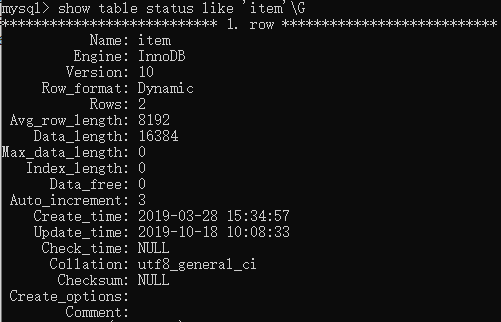 mysql> show table status like 'item'\G
*************************** 1. row ***************************
Name: item
Engine: InnoDB
Version: 10
Row_format: Dynamic
Rows: 2
Avg_row_length: 8192
Data_length: 16384
Max_data_length: 0
Index_length: 0
Data_free: 0
Auto_increment: 3
Create_time: 2019-03-28 15:34:57
Update_time: 2019-10-18 10:08:33
Check_time: NULL
Collation: utf8_general_ci
Checksum: NULL
Create_options:
Comment: